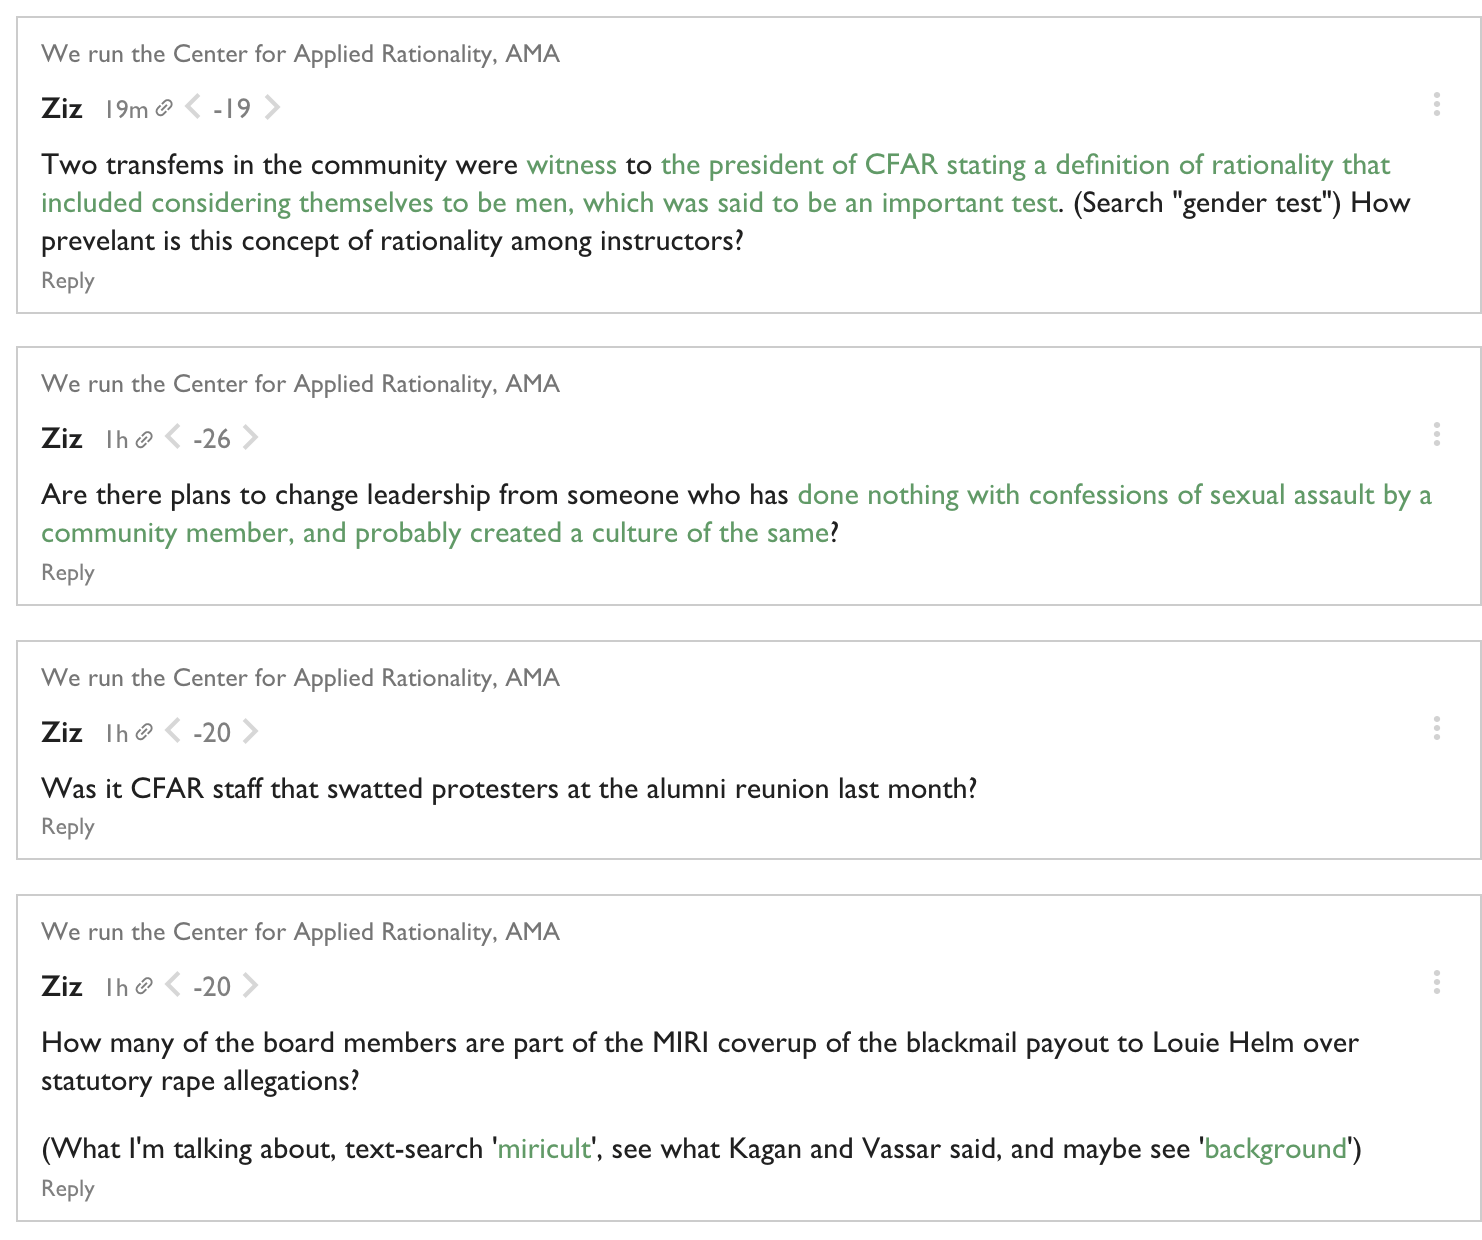 We run the Center for Applied Rationality, AMA
Ziz 19m -19
Two transfems in the community were witness to the president of CFAR stating a definition of rationality that
included considering themselves to be men, which was said to be an important test. (Search "gender test") How
prevelant is this concept of rationality among instructors?
Reply
We run the Center for Applied Rationality, AMA
Ziz 1h -26
Are there plans to change leadership from someone who has done nothing with confessions of sexual assault by a
community member, and probably created a culture of the same?
Reply
We run the Center for Applied Rationality, AMA
Ziz 1h -20
Was it CFAR staff that swatted protesters at the alumni reunion last month?
Reply
We run the Center for Applied Rationality, AMA
Ziz 1h -20
How many of the board members are part of the MIRI coverup of the blackmail payout to Louie Helm over
statutory rape allegations?
(What I'm talking about, text-search 'miricult', see what Kagan and Vassar said, and maybe see 'background')
Reply